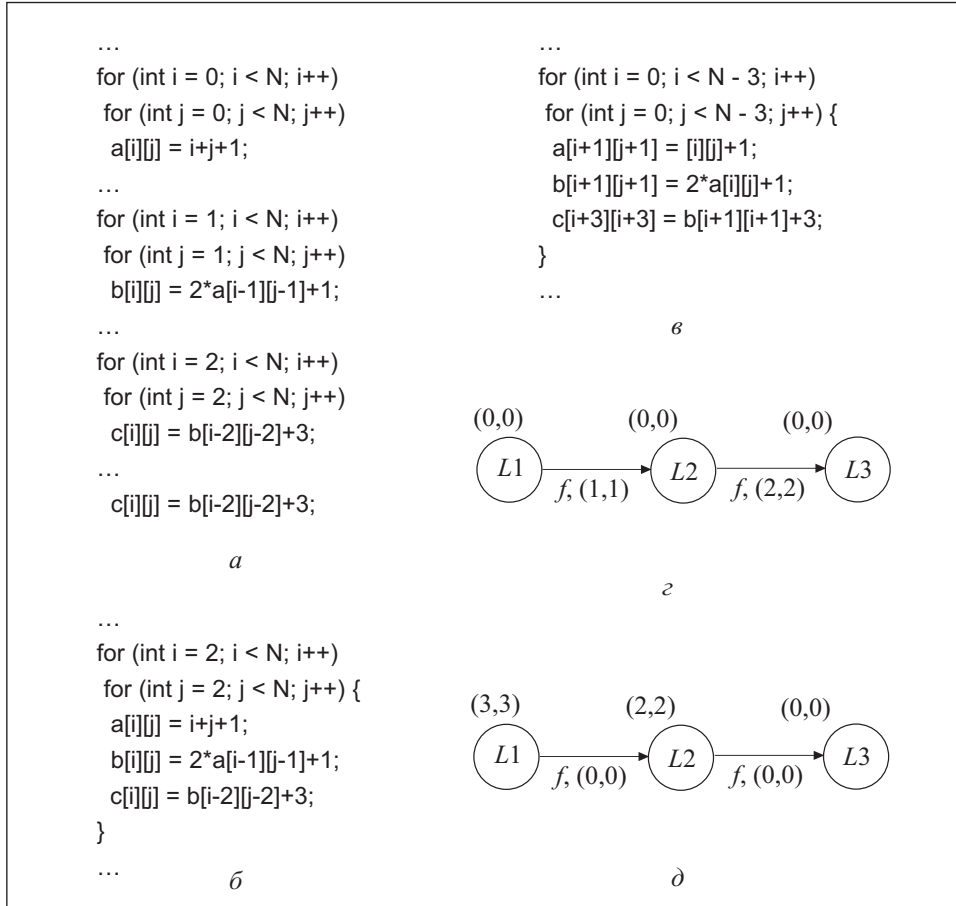 …
for (int i = 0; i < N; i++)
for (int j = 0; j < N; j++)
a[i][j] = i+j+1;
…
for (int i = 1; i < N; i++)
for (int j = 1; j < N; j++)
b[i][j] = 2*a[i-1][j-1]+1;
…
for (int i = 2; i < N; i++)
for (int j = 2; j < N; j++)
c[i][j] = b[i-2][j-2]+3;
…
c[i][j] = b[i-2][j-2]+3;
а
…
for (int i = 2; i < N; i++)
for (int j = 2; j < N; j++) {
a[i][j] = i+j+1;
b[i][j] = 2*a[i-1][j-1]+1;
c[i][j] = b[i-2][j-2]+3;
}
…
б
…
for (int i = 0; i < N - 3; i++)
for (int j = 0; j < N - 3; j++) {
a[i+1][j+1] = [i][j]+1;
b[i+1][j+1] = 2*a[i][j]+1;
c[i+3][i+3] = b[i+1][i+1]+3;
}
…
в
(0,0) (0,0) (0,0)
L1 L2 L3
f, (1,1) f, (2,2)
г
(3,3) (2,2) (0,0)
L1 L2 L3
f, (0,0) f, (0,0)
д